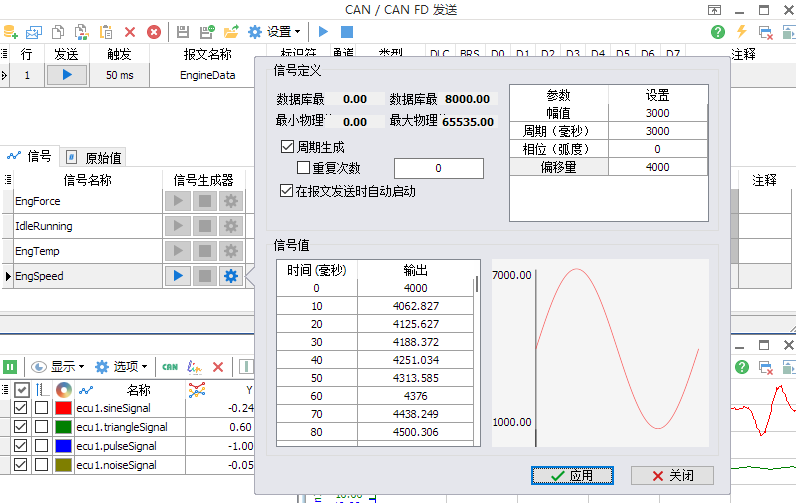 CAN / CAN FD 发送
设置
行 发送 触发 报文名称 标识符 通道 类型 DLC BRS D0 D1 D2 D3 D4 D5 D6 D7 注释
1 50 ms EngineData
信号 原始值
信号名称 信号生成器 注释
EngForce
IdleRunning
EngTemp
EngSpeed
信号定义
数据库最 0.00 数据库最 8000.00
最小物理 0.00 最大物理 65535.00
周期生成
重复次数 0
在报文发送时自动启动
参数 设置
幅值 3000
周期（毫秒） 3000
相位（弧度） 0
偏移量 4000
信号值
时间 (毫秒) 输出
0 4000
10 4062.827
20 4125.627
30 4188.372
40 4251.034
50 4313.585
60 4376
70 4438.249
80 4500.306
7000.00
1000.00
应用 关闭
显示 选项 CAN lin
名称 Y
ecu1.sineSignal -0.24
ecu1.triangleSignal 0.60
ecu1.pulseSignal -1.00
ecu1.noiseSignal -0.05